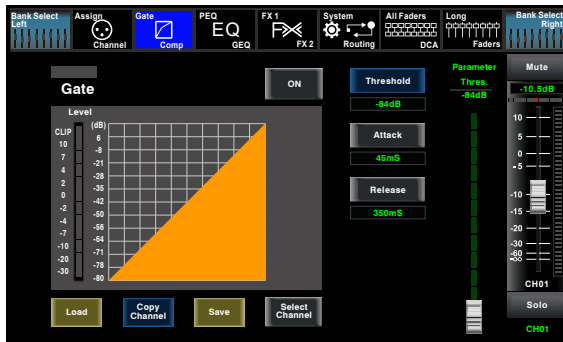 Bank Select
Left
Assign
Channel
Gate
Comp
PEQ
EQ
GEQ
FX 1
FX 2
System
Routing
All Faders
DCA
Long
Faders
Bank Select
Right
Gate
ON
Level
CLIP
10
7
4
2
0
-2
-4
-7
-10
-20
-30
(dB)
6
-8
-21
-28
-35
-42
-50
-56
-64
-71
-78
-80
Threshold
-84dB
Attack
45mS
Release
350mS
Parameter
Thres.
-84dB
Mute
-10.5dB
10
5
0
-5
-10
-15
-20
-30
-60
CH01
Solo
CH01
Load
Copy
Channel
Save
Select
Channel